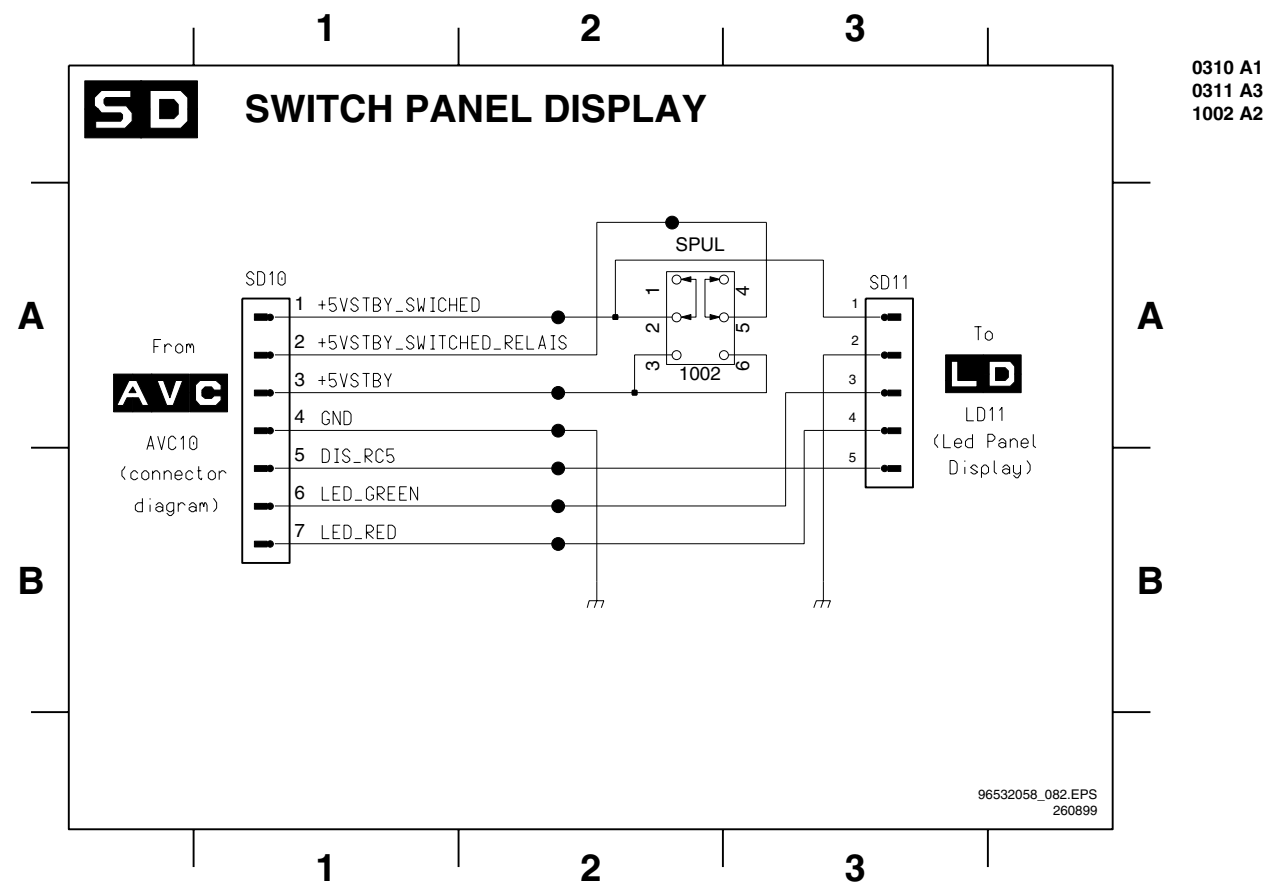 1 2 3
0310 A1
0311 A3
1002 A2
SD SWITCH PANEL DISPLAY
SPUL
SD10
SD11
1 4
1 +5VSTBY_SWICHED
1
A
A
2 5
2 +5VSTBY_SWITCHED_RELAIS
2
From
To
3 6
1002
3 +5VSTBY
3
AVC
LD
4 GND
4
AVC10
(connector
diagram)
LD11
(Led Panel
Display)
5 DIS_RC5
5
6 LED_GREEN
7 LED_RED
B
B
96532058_082.EPS
260899
1 2 3